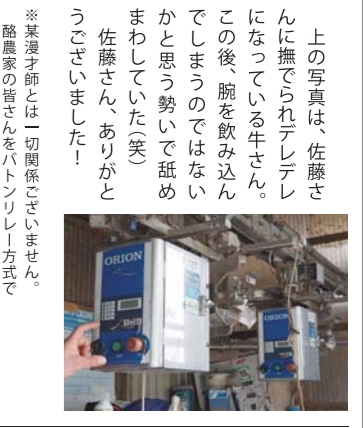 上の写真は、佐藤さ
んに撫でられデレデレ
になっている牛さん。
この後、腕を飲み込ん
でしまうのではない
かと思う勢いで舐め
まわしていた（笑）
佐藤さん、ありがと
うございました！
※某漫才師とは一切関係ございません。
酪農家の皆さんをバトンリレー方式で
ORION
ORION